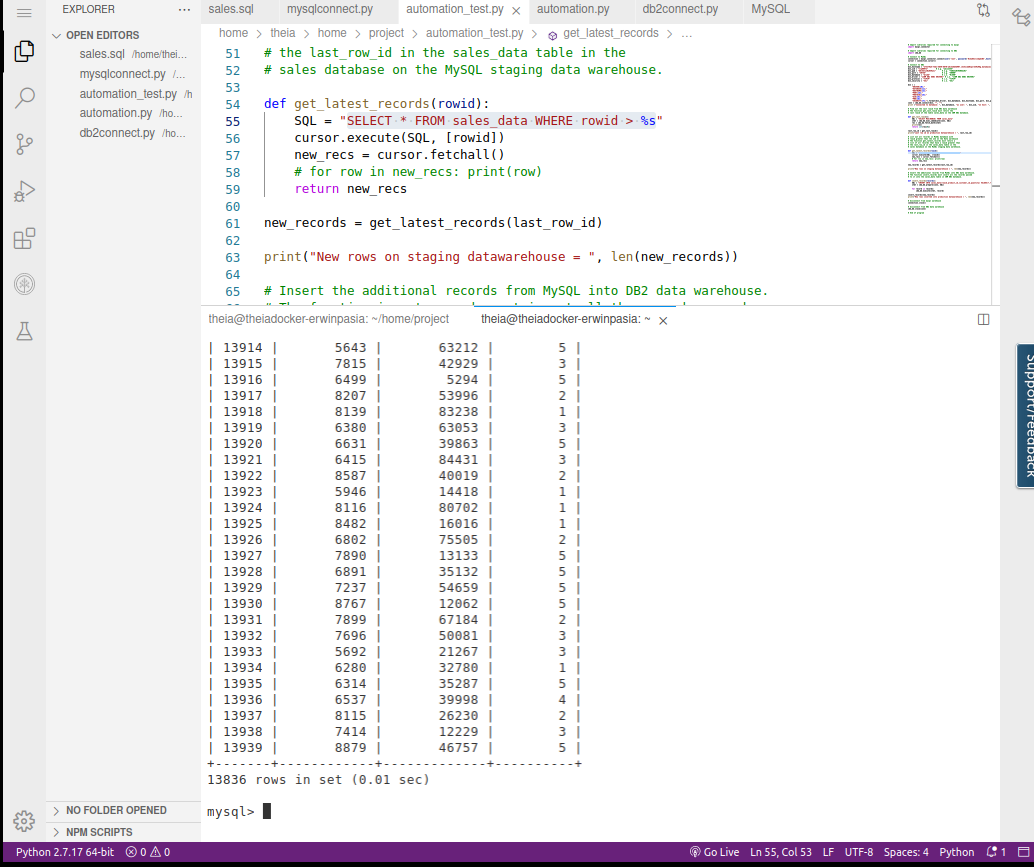 EXPLORER ···
OPEN EDITORS
sales.sql /home/thei...
mysqlconnect.py /...
automation_test.py /h
automation.py /ho...
db2connect.py /ho...
NO FOLDER OPENED
NPM SCRIPTS
sales.sql mysqlconnect.py automation_test.py × automation.py db2connect.py MySQL
home > theia > home > project > automation_test.py > get_latest_records > ...
51 # the last_row_id in the sales_data table in the
52 # sales database on the MySQL staging data warehouse.
53
54 def get_latest_records(rowid):
55 SQL = "SELECT * FROM sales_data WHERE rowid > %s"
56 cursor.execute(SQL, [rowid])
57 new_recs = cursor.fetchall()
58 # for row in new_recs: print(row)
59 return new_recs
60
61 new_records = get_latest_records(last_row_id)
62
63 print("New rows on staging datawarehouse = ", len(new_records))
64
65 # Insert the additional records from MySQL into DB2 data warehouse.
theia@theiadocker-erwinpasia: ~/home/project theia@theiadocker-erwinpasia: ~ ×
| 13914 | 5643 | 63212 | 5 |
| 13915 | 7815 | 42929 | 3 |
| 13916 | 6499 | 5294 | 5 |
| 13917 | 8207 | 53996 | 2 |
| 13918 | 8139 | 83238 | 1 |
| 13919 | 6380 | 63053 | 3 |
| 13920 | 6631 | 39863 | 5 |
| 13921 | 6415 | 84431 | 3 |
| 13922 | 8587 | 40019 | 2 |
| 13923 | 5946 | 14418 | 1 |
| 13924 | 8116 | 80702 | 1 |
| 13925 | 8482 | 16016 | 1 |
| 13926 | 6802 | 75505 | 2 |
| 13927 | 7890 | 13133 | 5 |
| 13928 | 6891 | 35132 | 5 |
| 13929 | 7237 | 54659 | 5 |
| 13930 | 8767 | 12062 | 5 |
| 13931 | 7899 | 67184 | 2 |
| 13932 | 7696 | 50081 | 3 |
| 13933 | 5692 | 21267 | 3 |
| 13934 | 6280 | 32780 | 1 |
| 13935 | 6314 | 35287 | 5 |
| 13936 | 6537 | 39998 | 4 |
| 13937 | 8115 | 26230 | 2 |
| 13938 | 7414 | 12229 | 3 |
| 13939 | 8879 | 46757 | 5 |
+-------+------------+-------------+----------+
13836 rows in set (0.01 sec)
mysql>
Support/Feedback
Python 2.7.17 64-bit 0 0 Go Live Ln 55, Col 53 LF UTF-8 Spaces: 4 Python 1